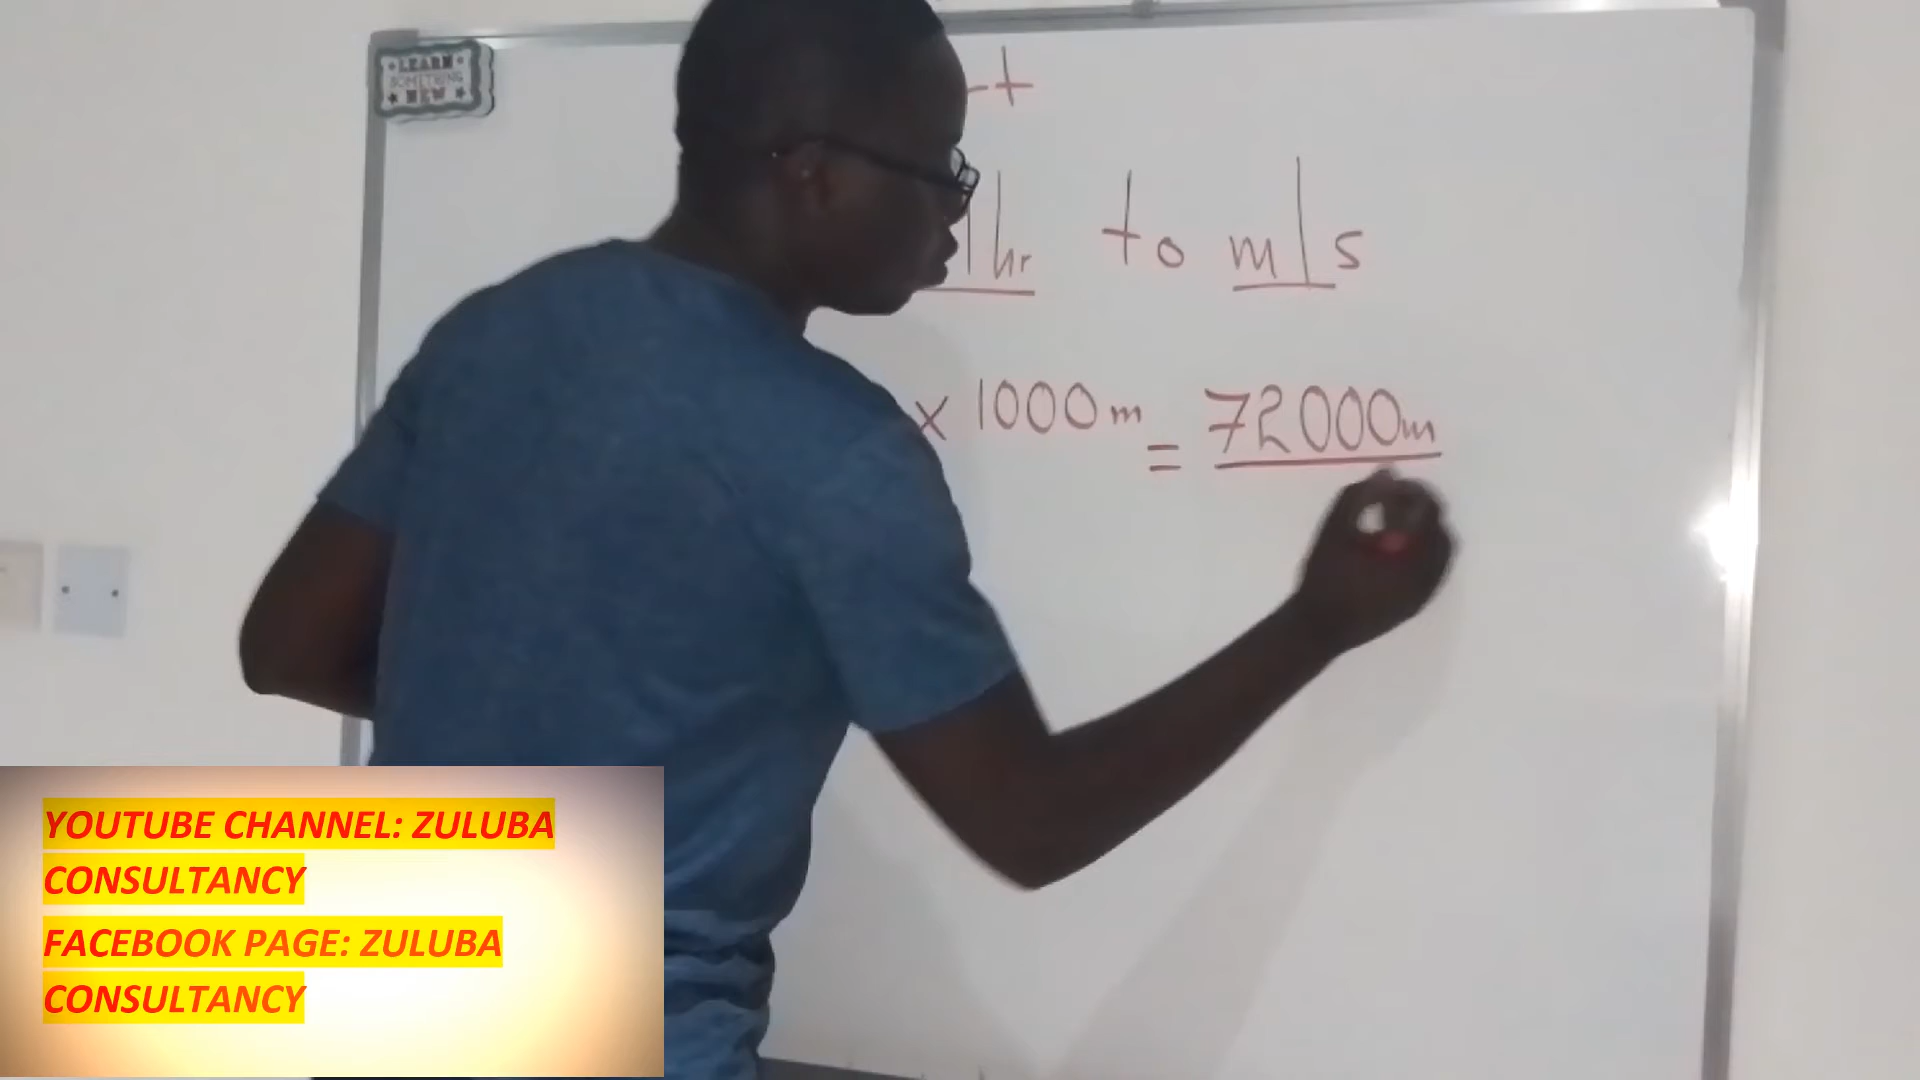 LEARN
SOMETHING
NEW
hr to m/s
x 1000m = 72000m
YOUTUBE CHANNEL: ZULUBA
CONSULTANCY
FACEBOOK PAGE: ZULUBA
CONSULTANCY